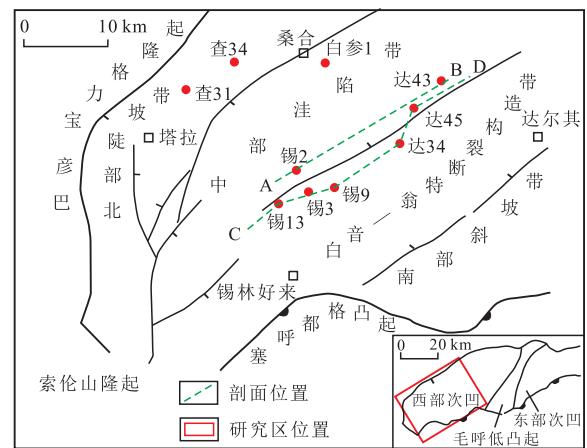 0 10 km
巴彦宝力格隆起
北部陡坡带
中部洼陷带
白音—翁特断裂构造带
南部斜坡带
塞呼都格凸起
索伦山隆起
桑合
塔拉
达尔其
锡林好来
查34
查31
白参1
达43
达45
达34
锡2
锡9
锡3
锡13
A
B
C
D
剖面位置
研究区位置
0 20 km
西部次凹
东部次凹
毛呼低凸起